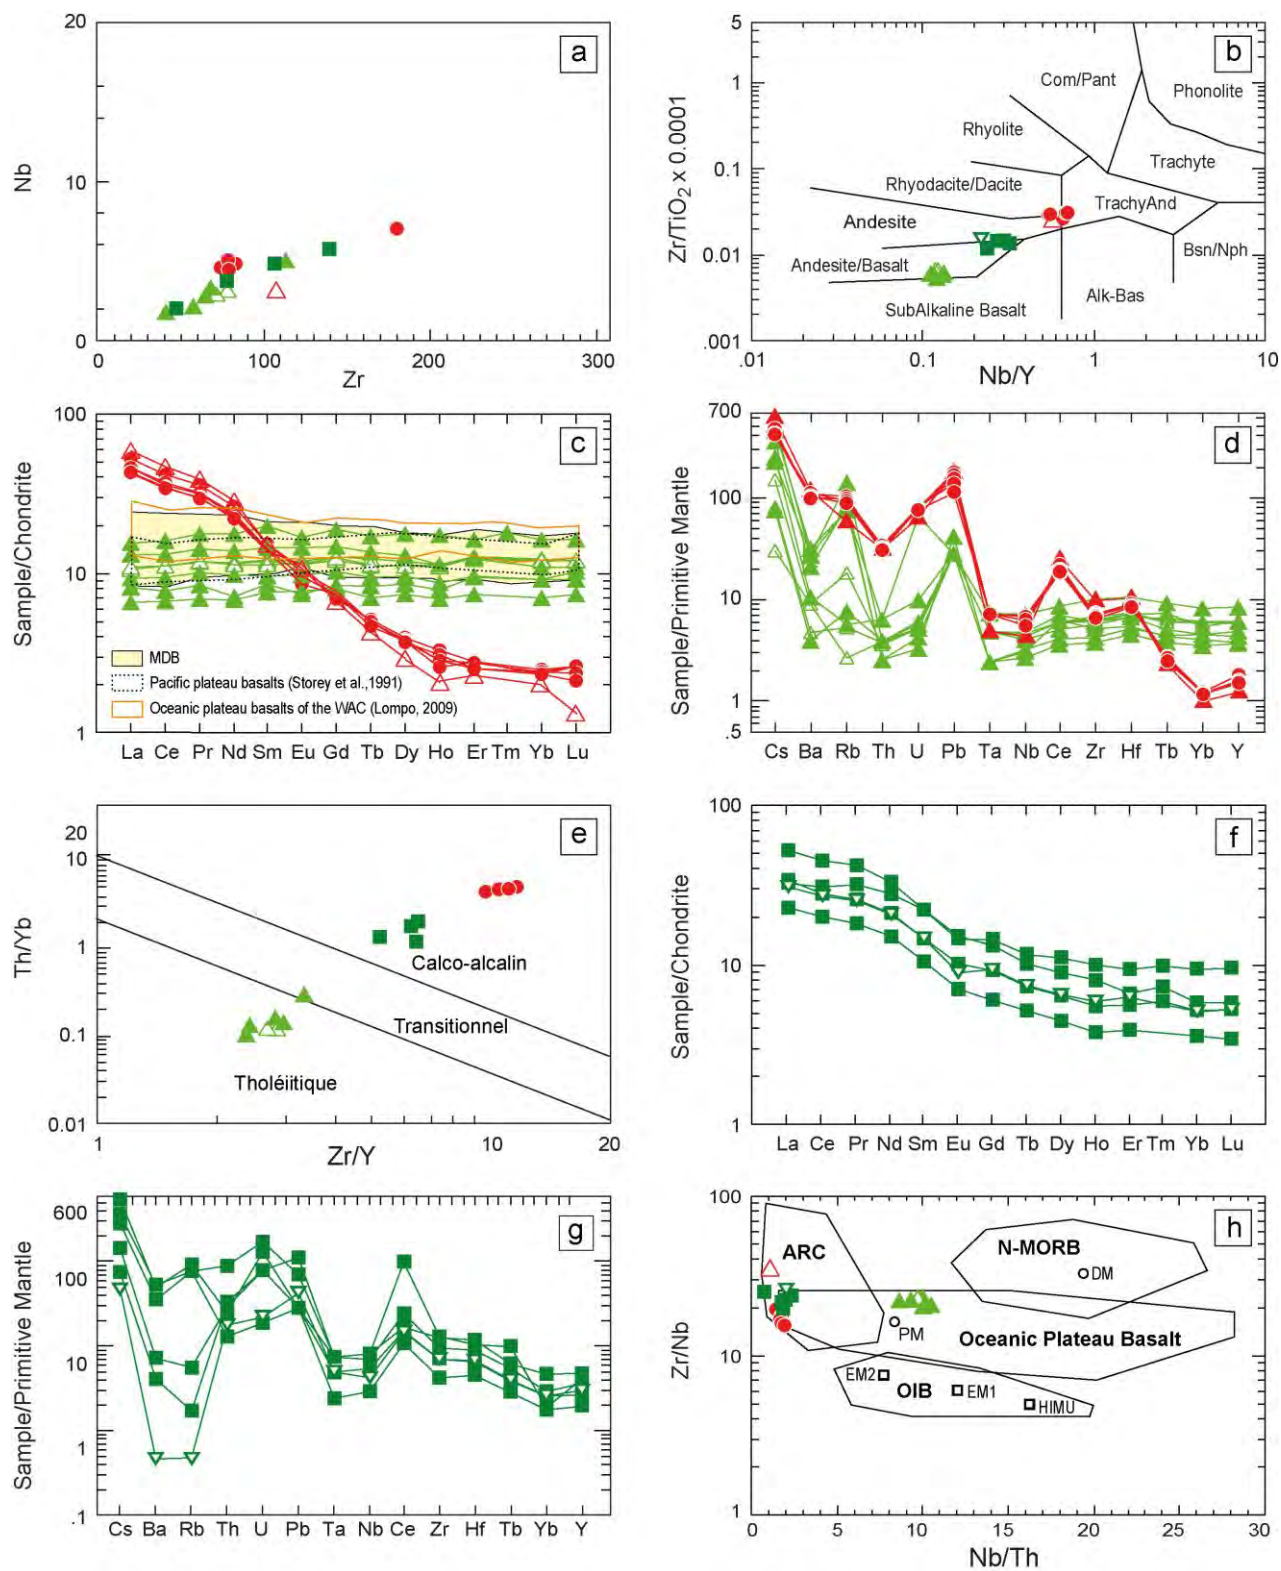 a
20
10
0
Nb
0
100
200
300
Zr
b
5
1
0.1
0.01
.001
Zr/TiO2 x 0.0001
Com/Pant
Phonolite
Rhyolite
Trachyte
Rhyodacite/Dacite
TrachyAnd
Andesite
Bsn/Nph
Andesite/Basalt
Alk-Bas
SubAlkaline Basalt
.01
0.1
1
10
Nb/Y
c
100
10
1
Sample/Chondrite
MDB
Pacific plateau basalts (Storey et al.,1991)
Oceanic plateau basalts of the WAC (Lompo, 2009)
La Ce Pr Nd Sm Eu Gd Tb Dy Ho Er Tm Yb Lu
d
700
100
10
1
.5
Sample/Primitive Mantle
Cs Ba Rb Th U Pb Ta Nb Ce Zr Hf Tb Yb Y
e
20
10
1
0.1
0.01
Th/Yb
Calco-alcalin
Transitionnel
Tholéiitique
1
10
20
Zr/Y
f
100
10
1
Sample/Chondrite
La Ce Pr Nd Sm Eu Gd Tb Dy Ho Er Tm Yb Lu
g
600
100
10
1
.1
Sample/Primitive Mantle
Cs Ba Rb Th U Pb Ta Nb Ce Zr Hf Tb Yb Y
h
100
10
1
Zr/Nb
ARC
N-MORB
DM
PM
Oceanic Plateau Basalt
EM2
OIB
EM1
HIMU
0 5 10 15 20 25 30
Nb/Th